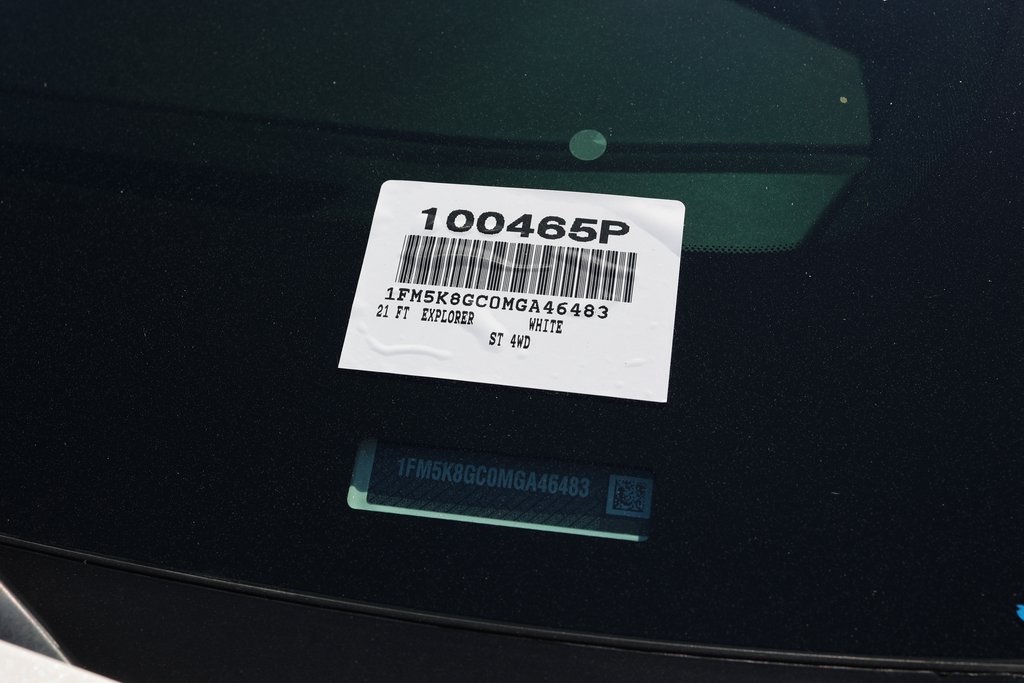 100465P
1FM5K8GC0MGA46483
21 FT EXPLORER WHITE
ST 4WD
1FM5K8GC0MGA46483